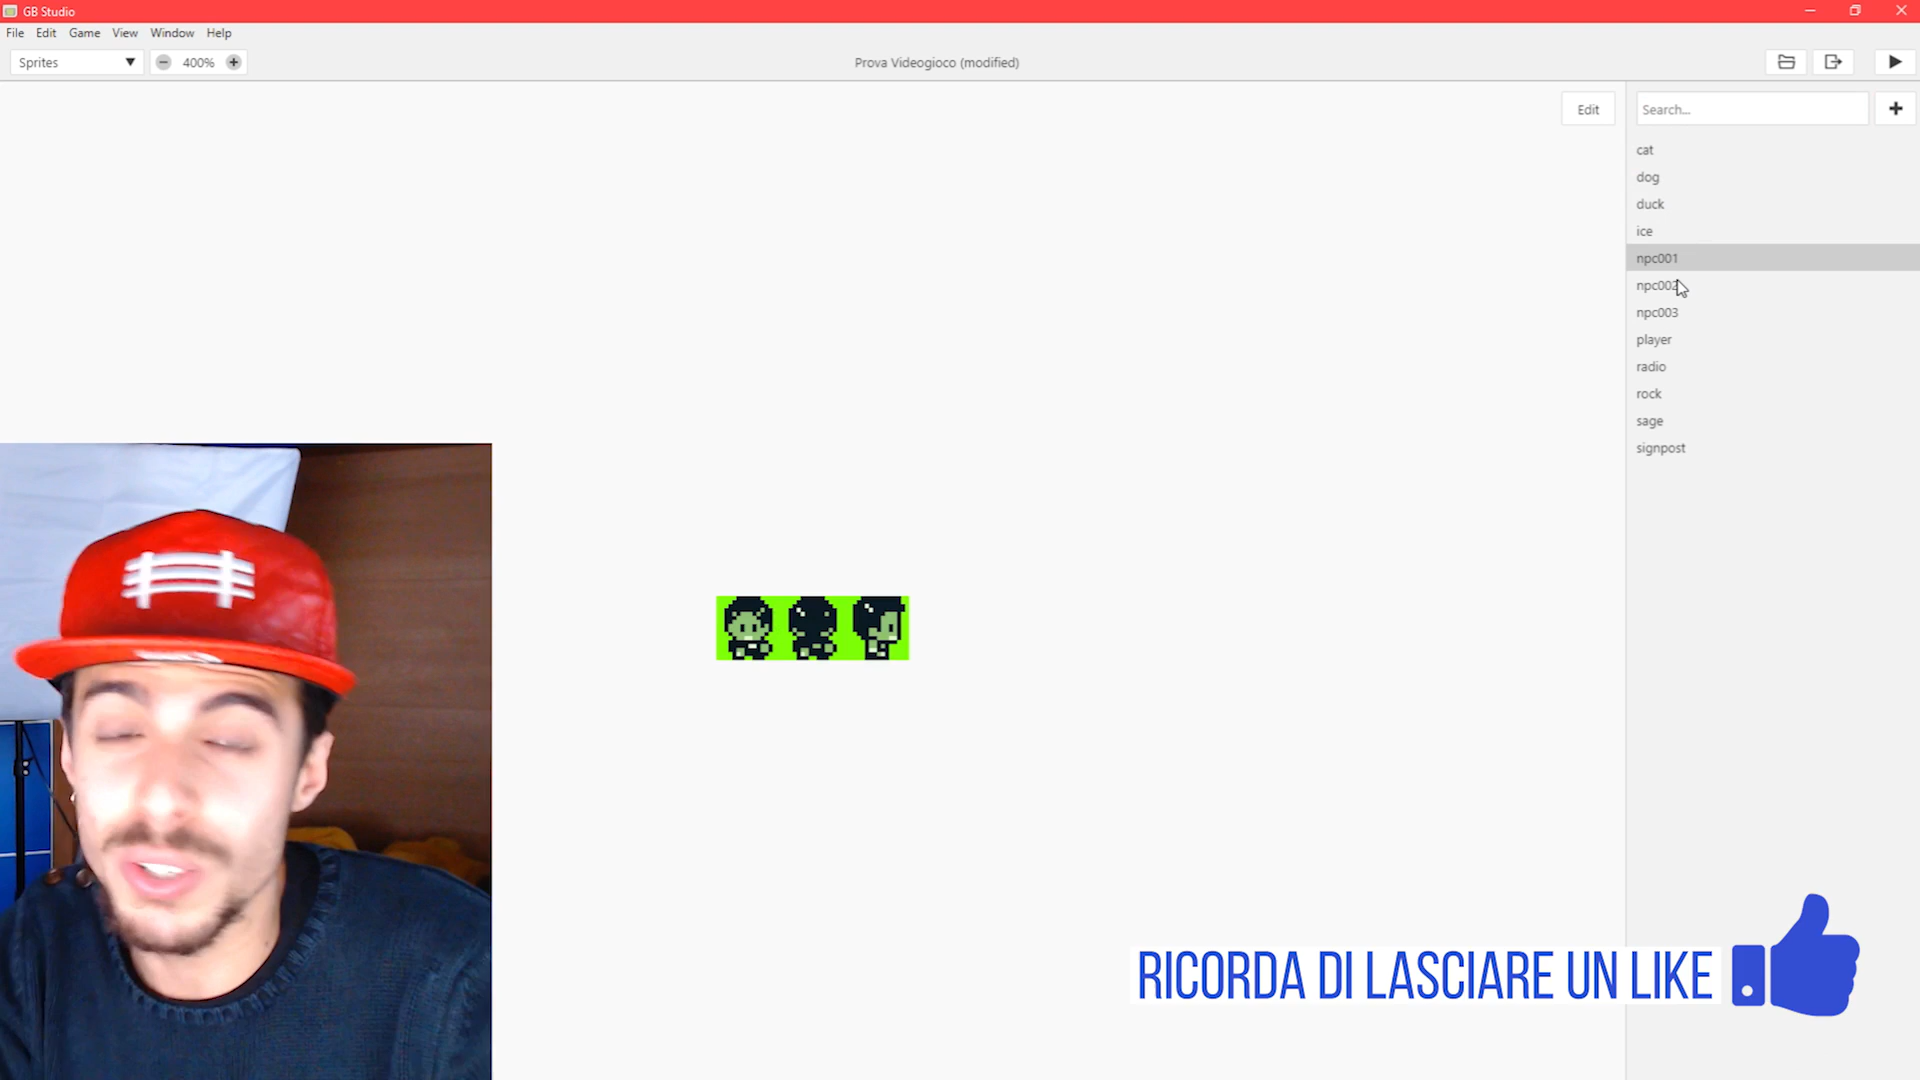 GB Studio
File Edit Game View Window Help
Sprites 400% Prova Videogioco (modified)
Edit Search...
cat
dog
duck
ice
npc001
npc002
npc003
player
radio
rock
sage
signpost
RICORDA DI LASCIARE UN LIKE